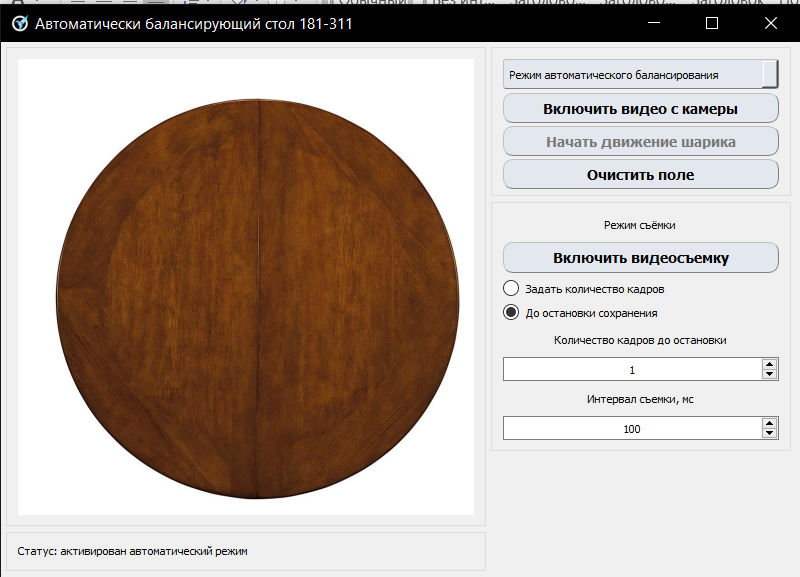 Автоматически балансирующий стол 181-311
Режим автоматического балансирования
Включить видео с камеры
Начать движение шарика
Очистить поле
Режим съёмки
Включить видеосъемку
Задать количество кадров
До остановки сохранения
Количество кадров до остановки
1
Интервал съемки, мс
100
Статус: активирован автоматический режим